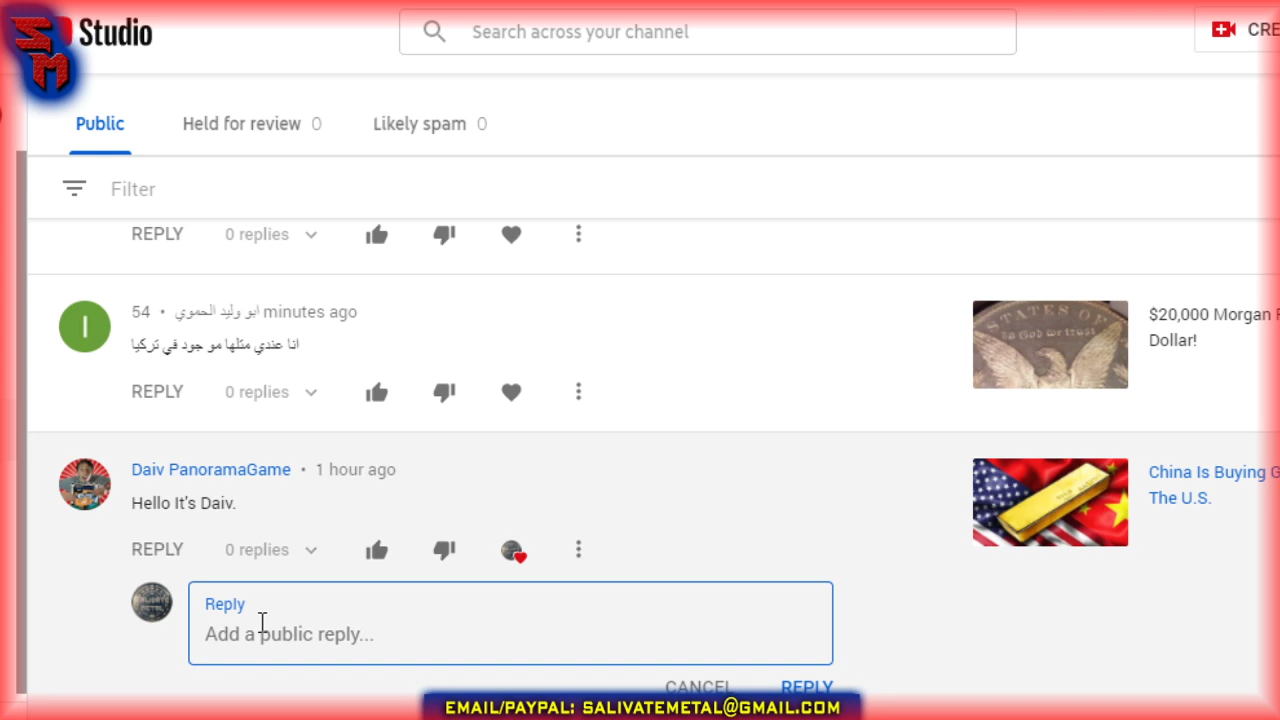 SM
Studio
Search across your channel
Public
Held for review 0
Likely spam 0
Filter
REPLY
0 replies
54 • ابو وليد الحموي minutes ago
انا عندي مثلها مو جود في تركيا
$20,000 Morgan
Dollar!
REPLY
0 replies
Daiv PanoramaGame • 1 hour ago
Hello It's Daiv.
China Is Buying
The U.S.
REPLY
0 replies
Reply
Add a public reply...
CANCEL
REPLY
EMAIL/PAYPAL: SALIVATEMETAL@GMAIL.COM